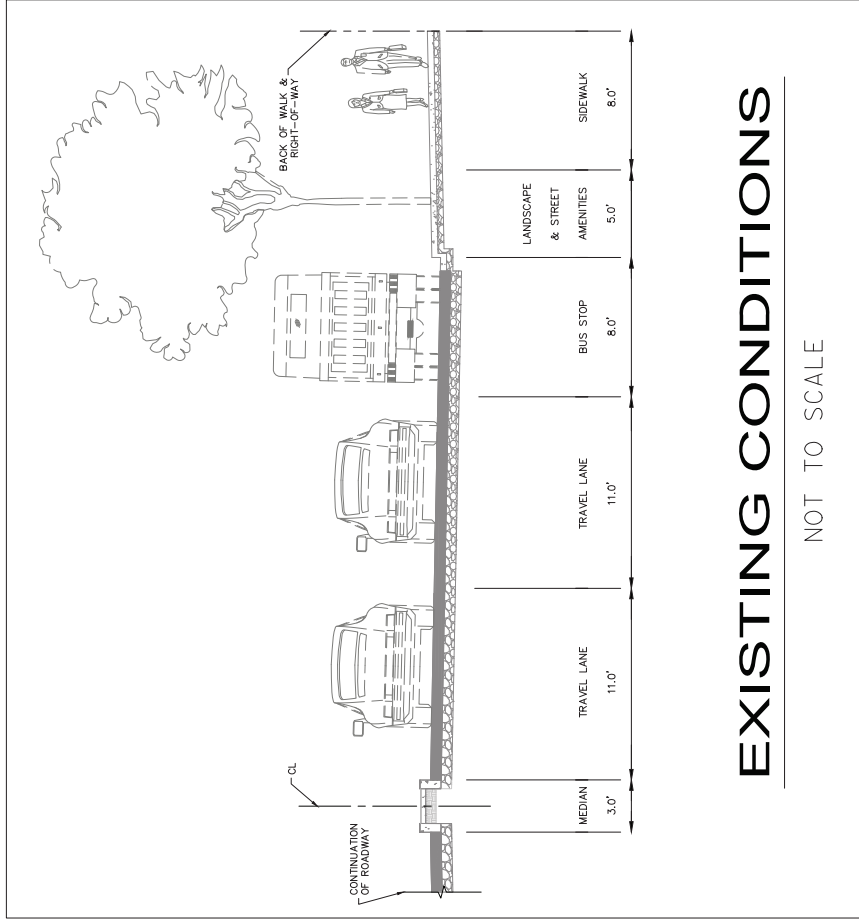 BACK OF WALK &
RIGHT-OF-WAY
CL
CONTINUATION
OF ROADWAY
MEDIAN
3.0'
TRAVEL LANE
11.0'
TRAVEL LANE
11.0'
BUS STOP
8.0'
LANDSCAPE
& STREET
AMENITIES
5.0'
SIDEWALK
8.0'
EXISTING CONDITIONS
NOT TO SCALE